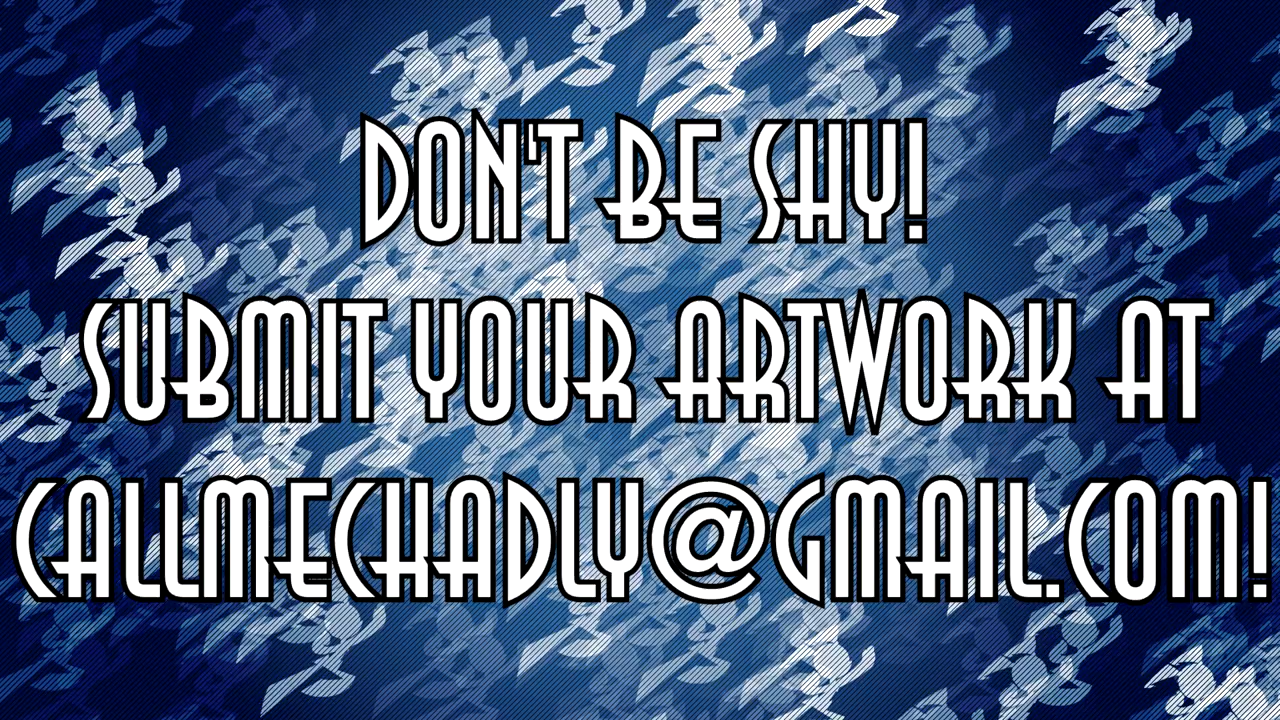 DON'T BE SHY!
SUBMIT YOUR ARTWORK AT
CALLMECHADLY@GMAIL.COM!